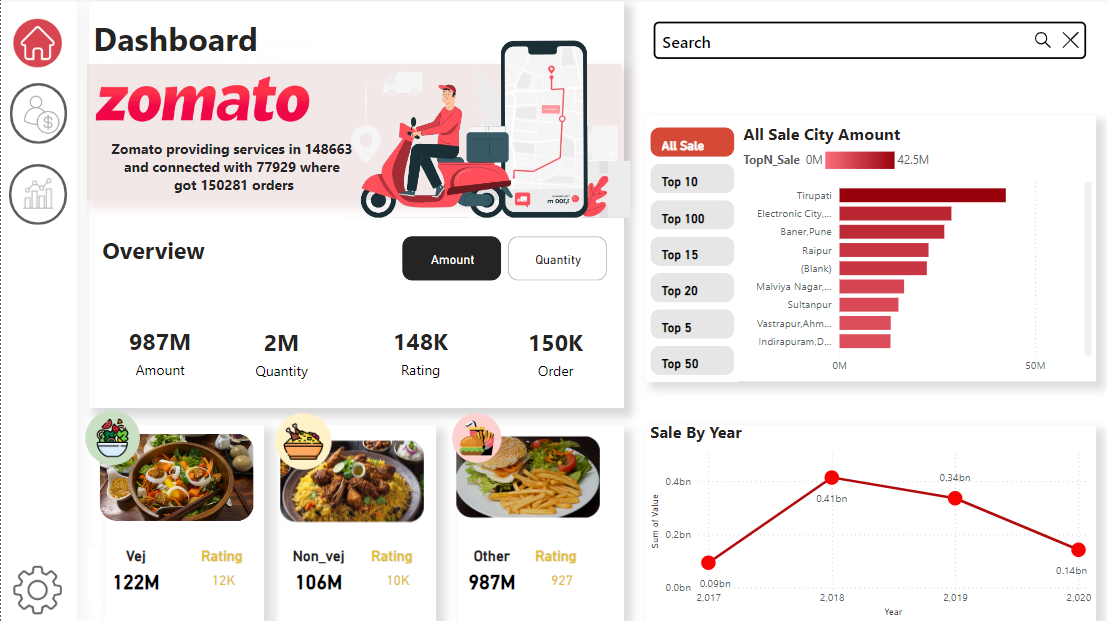 Dashboard
zomato
Zomato providing services in 148663
and connected with 77929 where
got 150281 orders
Overview
Amount
Quantity
987M
Amount
2M
Quantity
148K
Rating
150K
Order
Vej
Rating
122M
12K
Non_vej
Rating
106M
10K
Other
Rating
987M
927
Search
All Sale
Top 10
Top 100
Top 15
Top 20
Top 5
Top 50
All Sale City Amount
TopN_Sale 0M 42.5M
Tirupati
Electronic City,...
Baner,Pune
Raipur
(Blank)
Malviya Nagar,...
Sultanpur
Vastrapur,Ahm...
Indirapuram,D...
0M 50M
Sale By Year
Sum of Value
0.4bn
0.2bn
0.0bn
0.09bn
0.41bn
0.34bn
0.14bn
2,017 2,018 2,019 2,020
Year